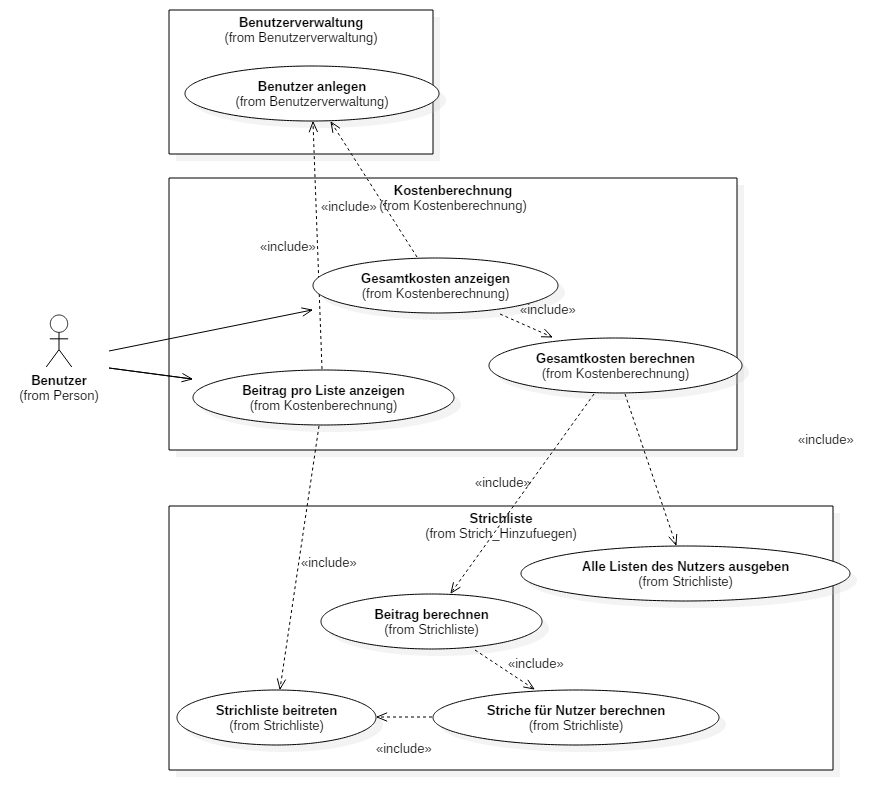 Benutzerverwaltung
(from Benutzerverwaltung)
Benutzer anlegen
(from Benutzerverwaltung)
Kostenberechnung
«include»
(from Kostenberechnung)
«include»
Gesamtkosten anzeigen
(from Kostenberechnung)
«include»
Gesamtkosten berechnen
(from Kostenberechnung)
Benutzer
(from Person)
Beitrag pro Liste anzeigen
(from Kostenberechnung)
«include»
«include»
Strichliste
(from Strich_Hinzufuegen)
«include»
Alle Listen des Nutzers ausgeben
(from Strichliste)
Beitrag berechnen
(from Strichliste)
«include»
Strichliste beitreten
(from Strichliste)
Striche für Nutzer berechnen
(from Strichliste)
«include»